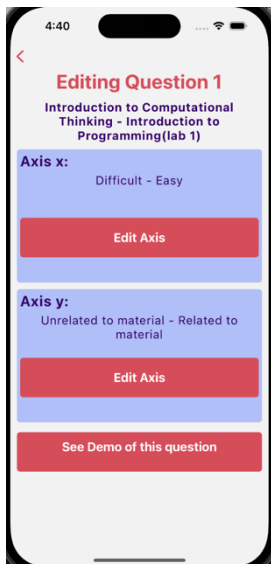 4:40
Editing Question 1
Introduction to Computational
Thinking - Introduction to
Programming(lab 1)
Axis x:
Difficult - Easy
Edit Axis
Axis y:
Unrelated to material - Related to
material
Edit Axis
See Demo of this question